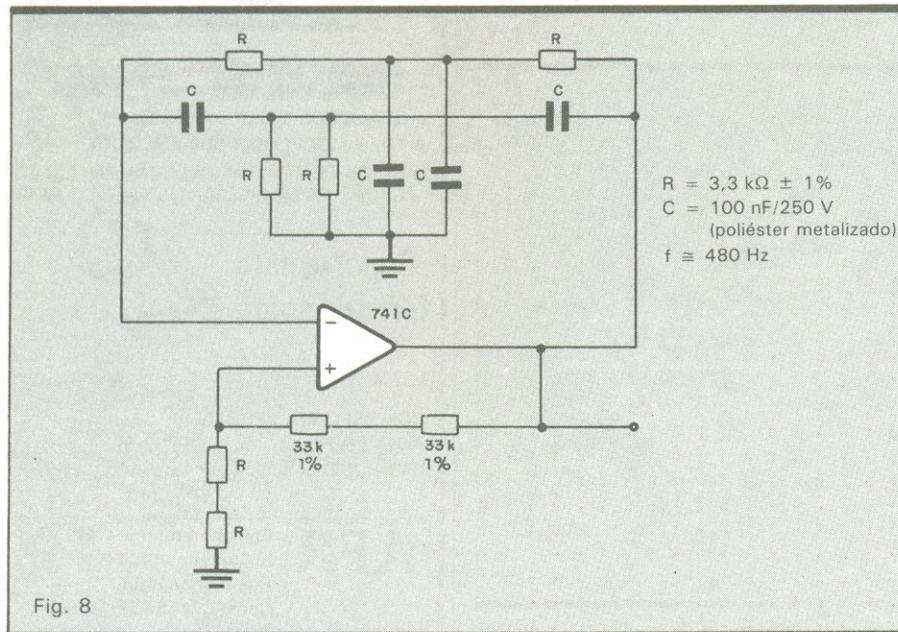 R
R
C
C
R
R
C
C
R = 3,3 kΩ ± 1%
C = 100 nF/250 V
(poliéster metalizado)
f ≅ 480 Hz
741C
−
+
33k
1%
33k
1%
R
R
Fig. 8